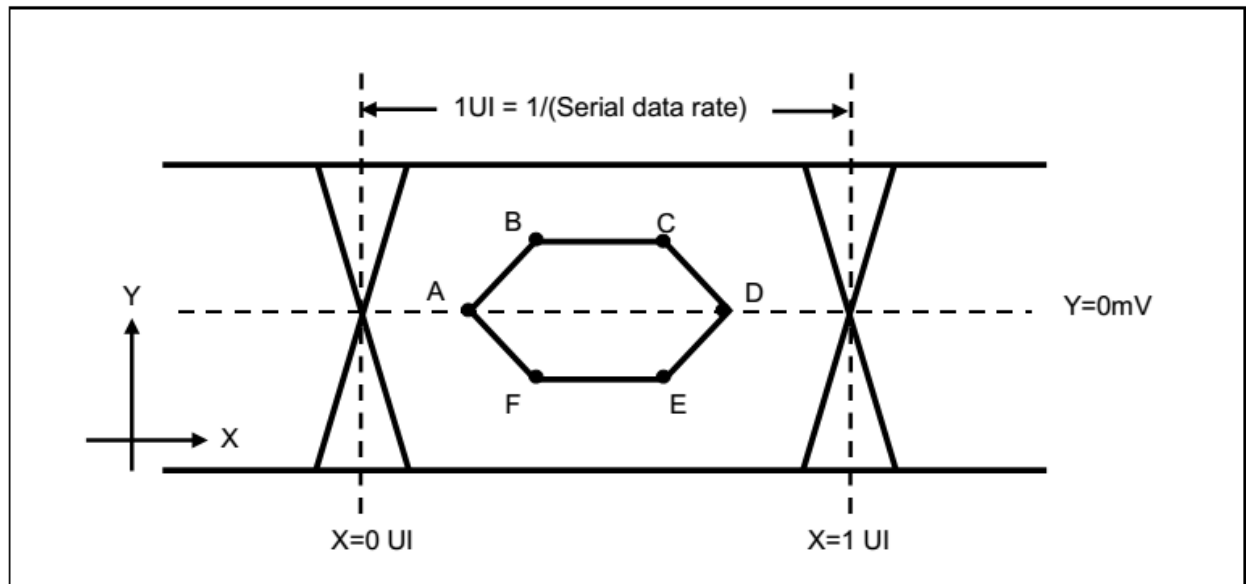 1UI = 1/(Serial data rate)
B
C
A
D
Y
Y=0mV
F
E
X
X=0 UI
X=1 UI